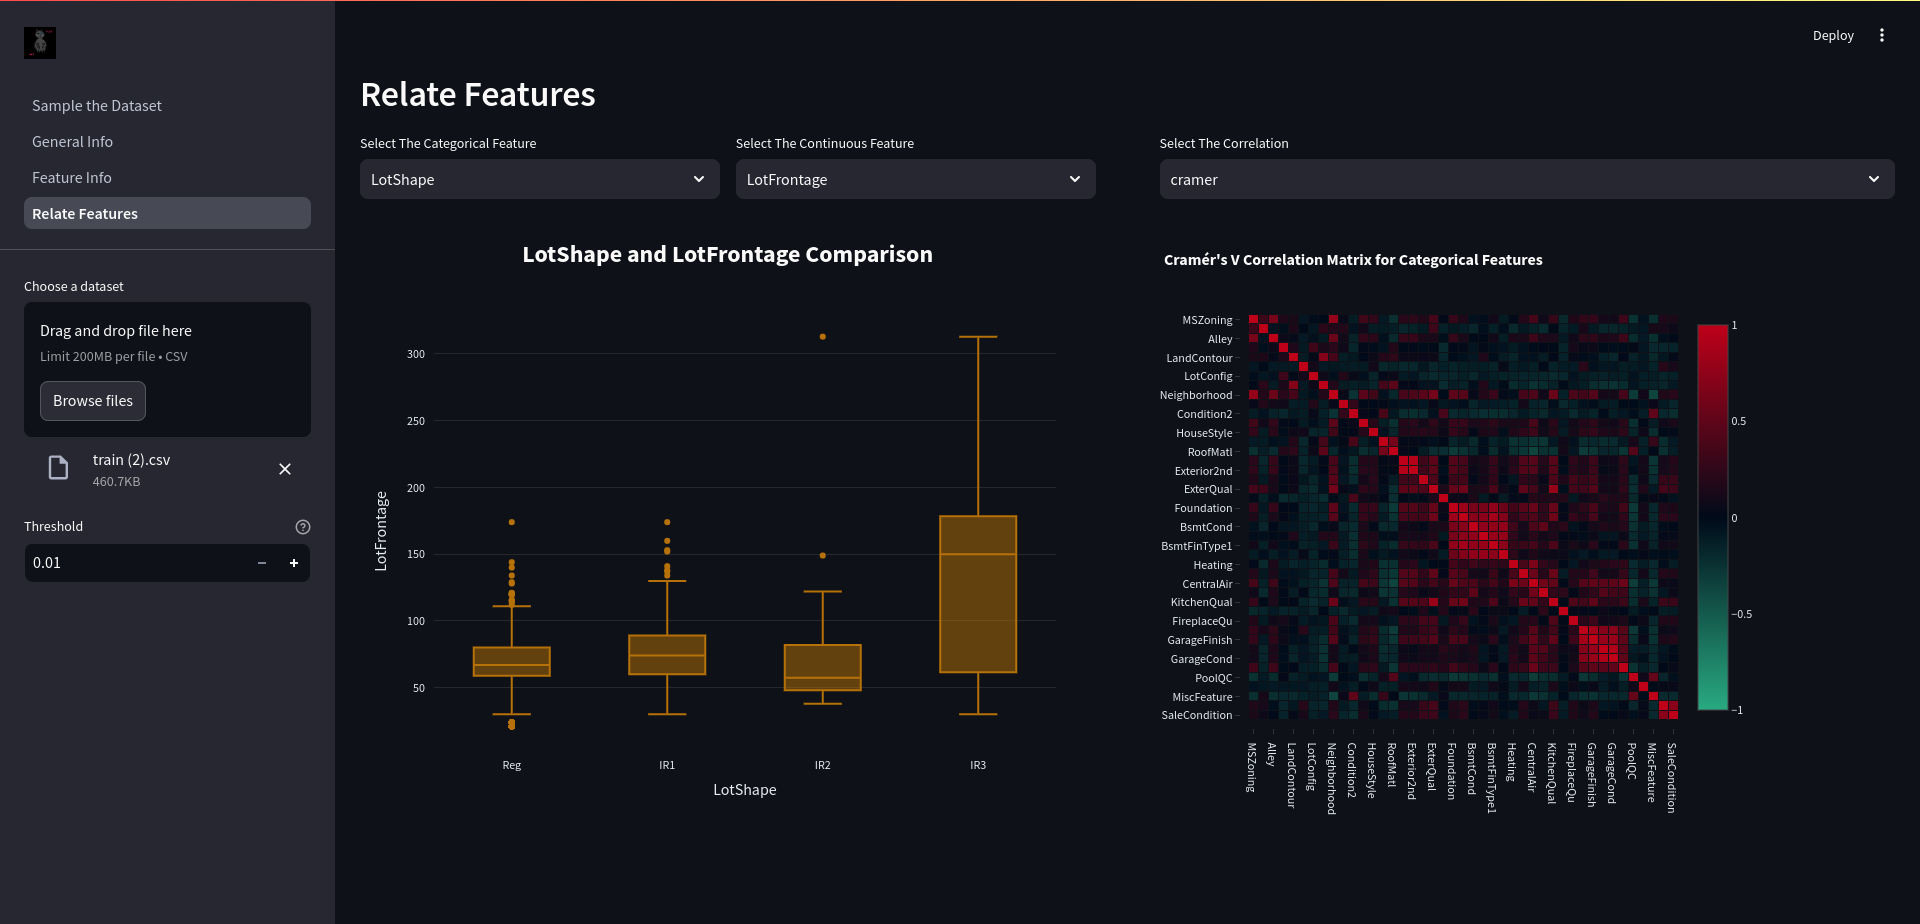 Deploy
Sample the Dataset
General Info
Feature Info
Relate Features
Choose a dataset
Drag and drop file here
Limit 200MB per file • CSV
Browse files
train (2).csv
460.7KB
Threshold
0.01
Relate Features
Select The Categorical Feature
LotShape
Select The Continuous Feature
LotFrontage
Select The Correlation
cramer
LotShape and LotFrontage Comparison
LotFrontage
300
250
200
150
100
50
Reg IR1 IR2 IR3
LotShape
Cramér's V Correlation Matrix for Categorical Features
MSZoning
Alley
LandContour
LotConfig
Neighborhood
Condition2
HouseStyle
RoofMatl
Exterior2nd
ExterQual
Foundation
BsmtCond
BsmtFinType1
Heating
CentralAir
KitchenQual
FireplaceQu
GarageFinish
GarageCond
PoolQC
MiscFeature
SaleCondition
MSZoning
Alley
LandContour
LotConfig
Neighborhood
Condition2
HouseStyle
RoofMatl
Exterior2nd
ExterQual
Foundation
BsmtCond
BsmtFinType1
Heating
CentralAir
KitchenQual
FireplaceQu
GarageFinish
GarageCond
PoolQC
MiscFeature
SaleCondition
1
0.5
0
−0.5
−1